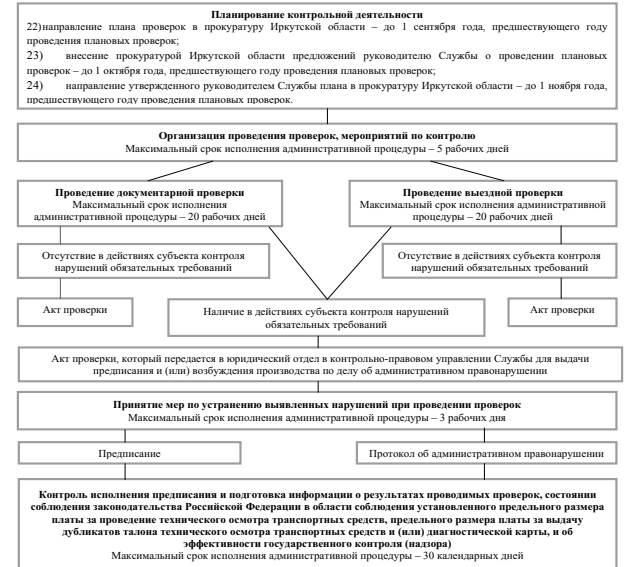 Планирование контрольной деятельности
22)направление плана проверок в прокуратуру Иркутской области – до 1 сентября года, предшествующего году
проведения плановых проверок;
23) внесение прокуратурой Иркутской области предложений руководителю Службы о проведении плановых
проверок – до 1 октября года, предшествующего году проведения плановых проверок;
24) направление утвержденного руководителем Службы плана в прокуратуру Иркутской области – до 1 ноября года,
предшествующего году проведения плановых проверок.
Организация проведения проверок, мероприятий по контролю
Максимальный срок исполнения административной процедуры – 5 рабочих дней
Проведение документарной проверки
Максимальный срок исполнения
административной процедуры – 20 рабочих дней
Проведение выездной проверки
Максимальный срок исполнения административной
процедуры – 20 рабочих дней
Отсутствие в действиях субъекта контроля
нарушений обязательных требований
Отсутствие в действиях субъекта контроля
нарушений обязательных требований
Акт проверки
Наличие в действиях субъекта контроля нарушений
обязательных требований
Акт проверки
Акт проверки, который передается в юридический отдел в контрольно-правовом управлении Службы для выдачи
предписания и (или) возбуждения производства по делу об административном правонарушении
Принятие мер по устранению выявленных нарушений при проведении проверок
Максимальный срок исполнения административной процедуры – 3 рабочих дня
Предписание
Протокол об административном правонарушении
Контроль исполнения предписания и подготовка информации о результатах проводимых проверок, состоянии
соблюдения законодательства Российской Федерации в области соблюдения установленного предельного размера
платы за проведение технического осмотра транспортных средств, предельного размера платы за выдачу
дубликатов талона технического осмотра транспортных средств и (или) диагностической карты, и об
эффективности государственного контроля (надзора)
Максимальный срок исполнения административной процедуры – 30 календарных дней